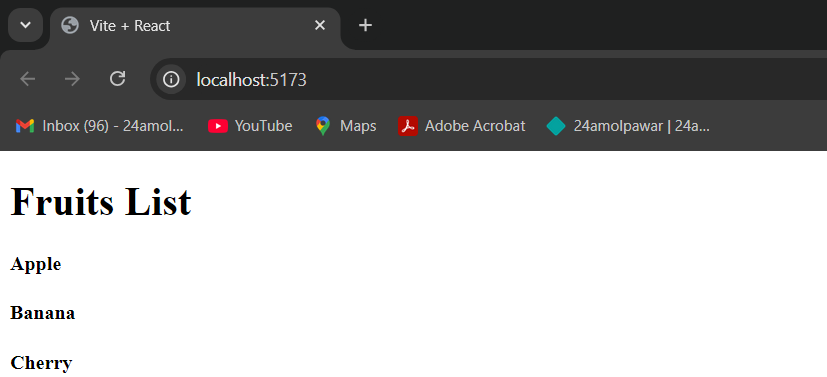 Vite + React
localhost:5173
Inbox (96) - 24amol... YouTube Maps Adobe Acrobat 24amolpawar | 24a...
Fruits List
Apple
Banana
Cherry